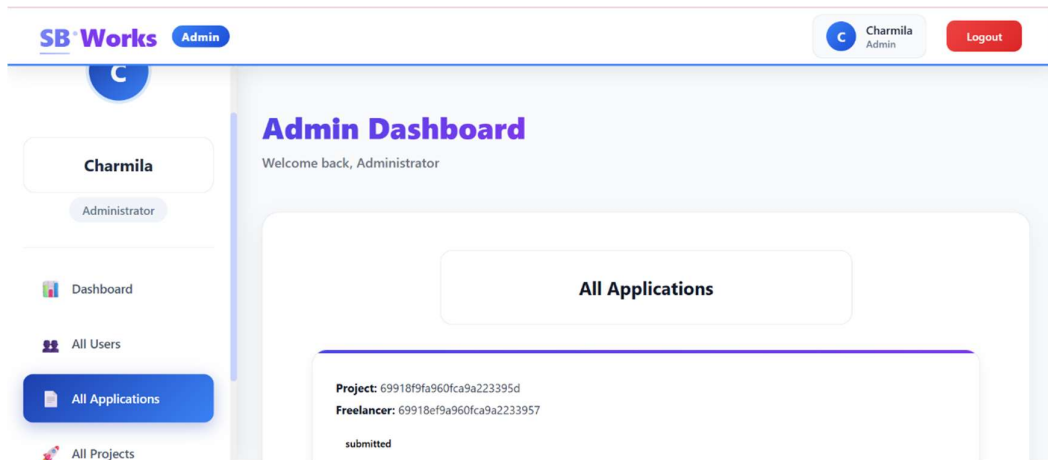 SB Works Admin
C
Charmila
Admin
Logout
C
Charmila
Administrator
Dashboard
All Users
All Applications
All Projects
Admin Dashboard
Welcome back, Administrator
All Applications
Project: 69918f9fa960fca9a223395d
Freelancer: 69918ef9a960fca9a2233957
submitted